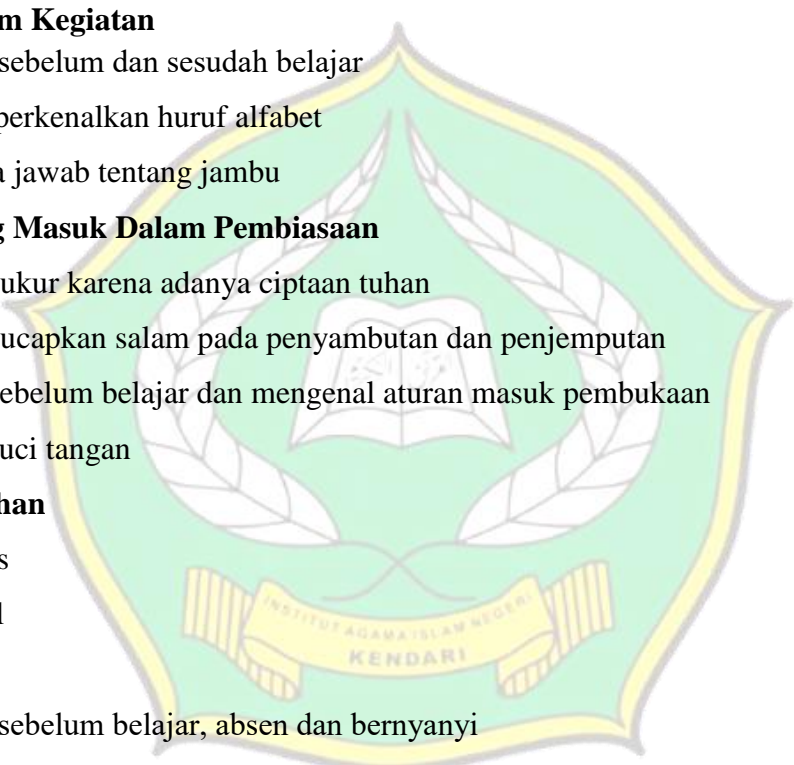 m Kegiatan
sebelum dan sesudah belajar
perkenalkan huruf alfabet
a jawab tentang jambu
g Masuk Dalam Pembiasaan
ukur karena adanya ciptaan tuhan
ucapkan salam pada penyambutan dan penjemputan
sebelum belajar dan mengenal aturan masuk pembukaan
uci tangan
han
s
l
INSTITUT AGAMA ISLAM NEGERI
KENDARI
sebelum belajar, absen dan bernyanyi